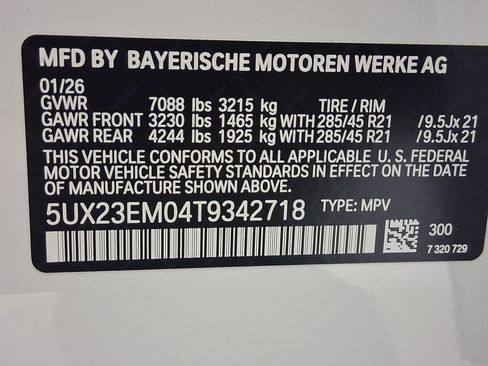 MFD BY BAYERISCHE MOTOREN WERKE AG
01/26
GVWR 7088 lbs 3215 kg TIRE / RIM
GAWR FRONT 3230 lbs 1465 kg WITH 285/45 R21 /9.5Jx21
GAWR REAR 4244 lbs 1925 kg WITH 285/45 R21 /9.5Jx21
THIS VEHICLE CONFORMS TO ALL APPLICABLE U. S. FEDERAL
MOTOR VEHICLE SAFETY STANDARDS IN EFFECT ON THE DATE
OF MANUFACTURE SHOWN ABOVE.
5UX23EM04T9342718 TYPE: MPV
300
7 320 729